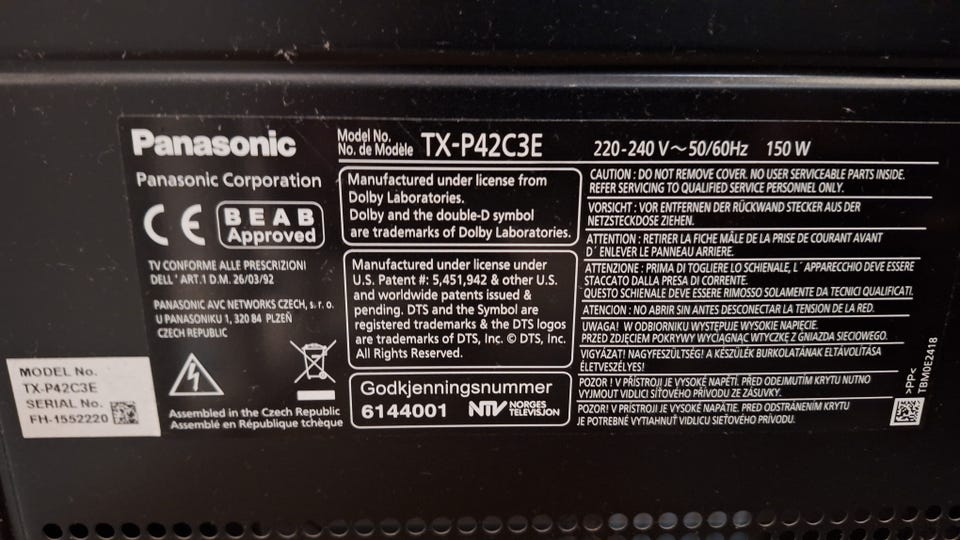 Panasonic
Model No.
No. de Modèle
TX-P42C3E
220-240 V～50/60Hz 150 W
Panasonic Corporation
CE
BEAB
Approved
TV CONFORME ALLE PRESCRIZIONI
DELL' ART.1 D.M. 26/03/92
PANASONIC AVC NETWORKS CZECH, s. r. o.
U PANASONIKU 1, 320 84 PLZEŇ
CZECH REPUBLIC
Assembled in the Czech Republic
Assemblé en République tchèque
MODEL No.
TX-P42C3E
SERIAL No.
FH-1552220
Manufactured under license from
Dolby Laboratories.
Dolby and the double-D symbol
are trademarks of Dolby Laboratories.
Manufactured under license under
U.S. Patent #: 5,451,942 & other U.S.
and worldwide patents issued &
pending. DTS and the Symbol are
registered trademarks & the DTS logos
are trademarks of DTS, Inc. © DTS, Inc.
All Rights Reserved.
Godkjenningsnummer
6144001 NTV NORGES
TELEVISJON
CAUTION : DO NOT REMOVE COVER. NO USER SERVICEABLE PARTS INSIDE.
REFER SERVICING TO QUALIFIED SERVICE PERSONNEL ONLY.
VORSICHT : VOR ENTFERNEN DER RÜCKWAND STECKER AUS DER
NETZSTECKDOSE ZIEHEN.
ATTENTION : RETIRER LA FICHE MÂLE DE LA PRISE DE COURANT AVANT
D´ ENLEVER LE PANNEAU ARRIERE.
ATTENZIONE : PRIMA DI TOGLIERE LO SCHIENALE, L´ APPARECCHIO DEVE ESSERE
STACCATO DALLA PRESA DI CORRENTE.
QUESTO SCHIENALE DEVE ESSERE RIMOSSO SOLAMENTE DA TECNICI QUALIFICATI.
ATENCION : NO ABRIR SIN ANTES DESCONECTAR LA TENSION DE LA RED.
UWAGA! W ODBIORNIKU WYSTĘPUJE WYSOKIE NAPIĘCIE.
PRZED ZDJĘCIEM POKRYWY WYCIĄGNĄĆ WTYCZKĘ Z GNIAZDA SIECIOWEGO.
VIGYÁZAT! NAGYFESZÜLTSÉG! A KÉSZÜLÉK BURKOLATÁNAK ELTÁVOLÍTÁSA
ÉLETVESZÉLYES!
POZOR ! V PŘÍSTROJI JE VYSOKÉ NAPĚTÍ. PŘED ODEJMUTÍM KRYTU NUTNO
VYJMOUT VIDLICI SÍŤOVÉHO PŘÍVODU ZE ZÁSUVKY.
POZOR! V PRÍSTROJI JE VYSOKÉ NAPÄTIE. PRED ODSTRÁNENÍM KRYTU
JE POTREBNÉ VYTIAHNUŤ VIDLICU SIEŤOVÉHO PRÍVODU.
>PP<
TBM0E2418